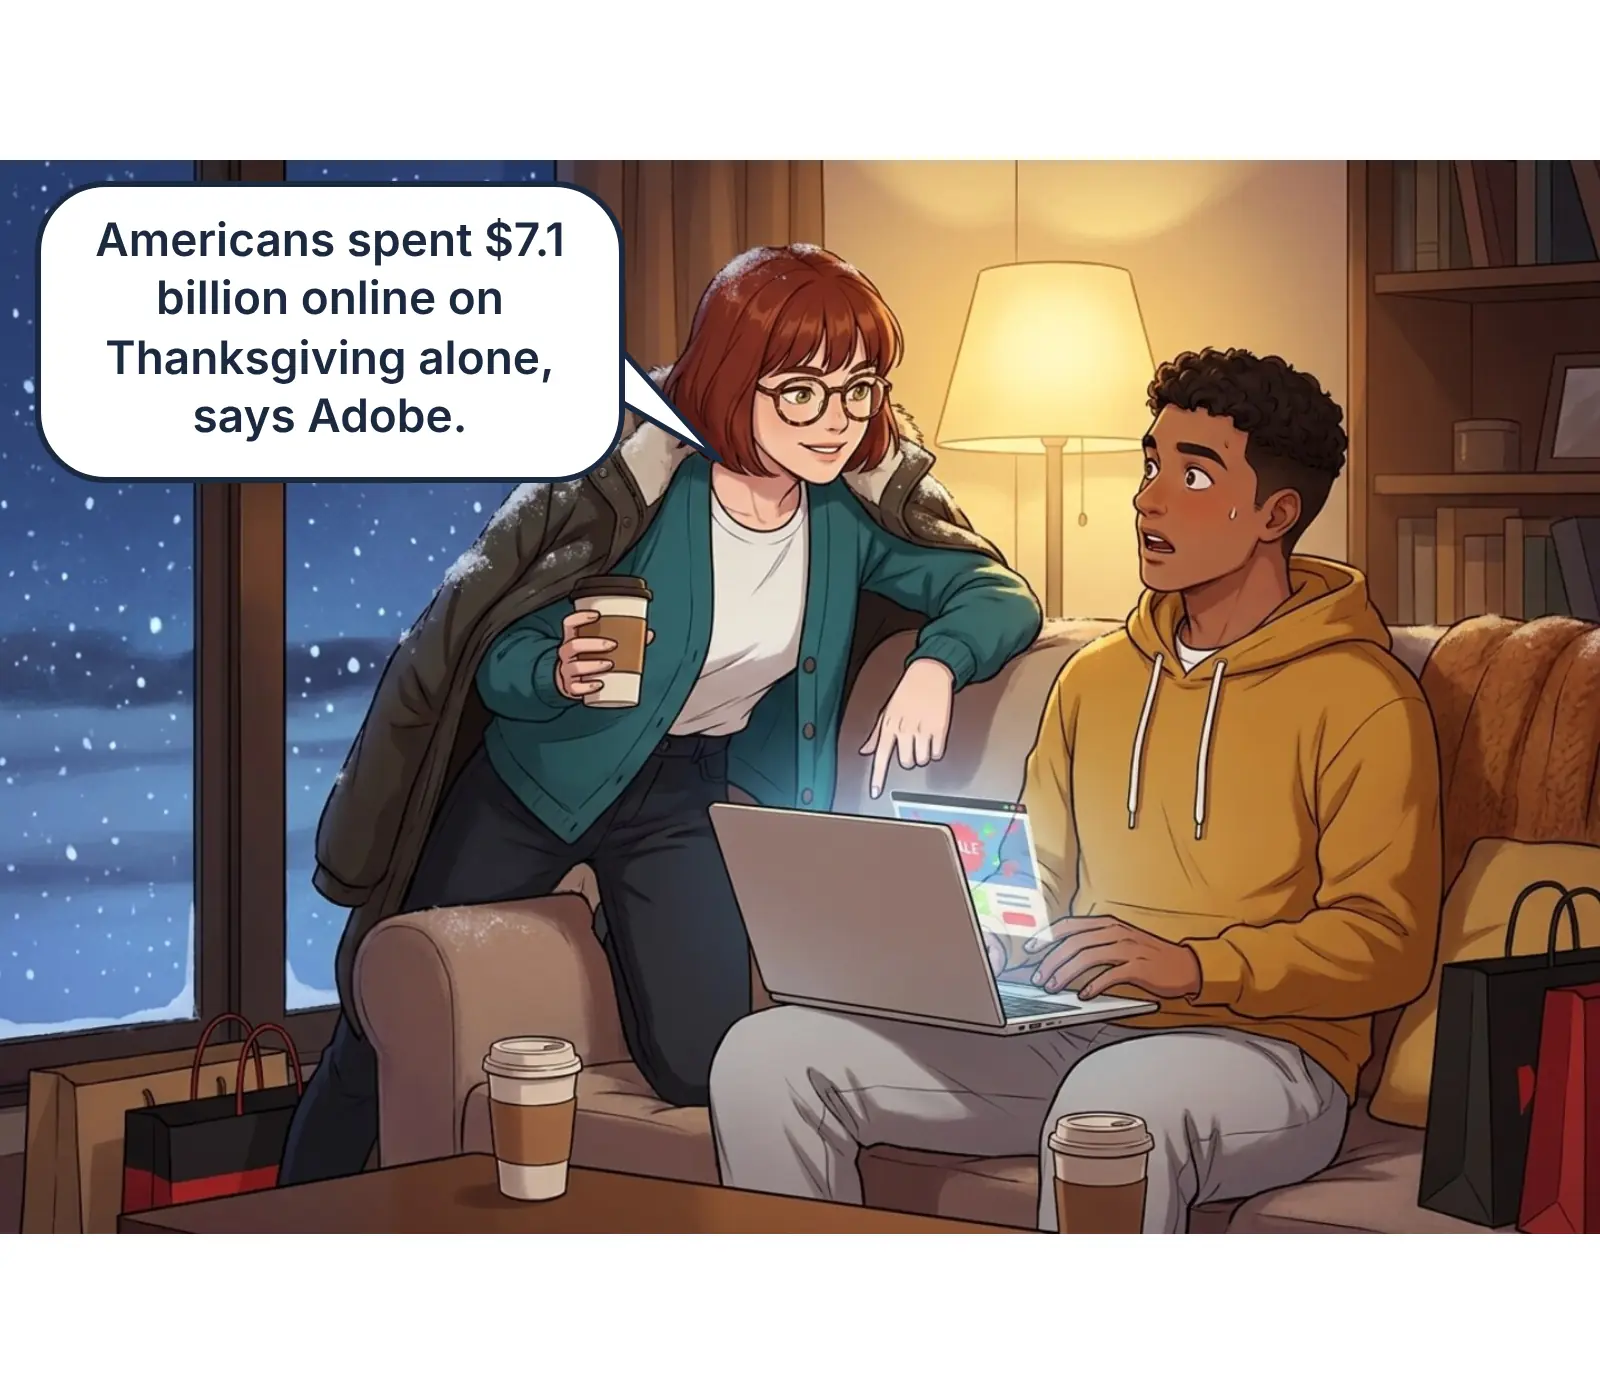 Americans spent $7.1
billion online on
Thanksgiving alone,
says Adobe.